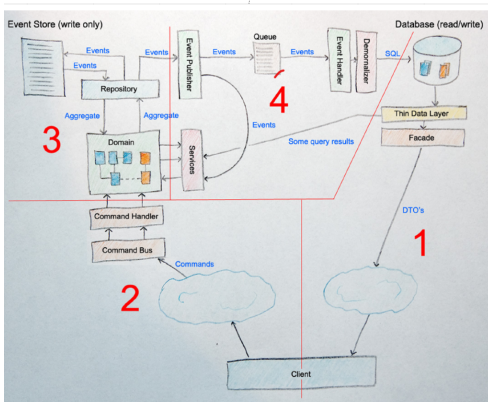 Event Store (write only)
Database (read/write)
Events
Events
Events
Event Publisher
Events
Queue
Events
Event Handler
Demornalizer
SQL
Repository
4
Thin Data Layer
Aggregate
Aggregate
Events
Facade
3
Domain
Services
Some query results
Command Handler
DTO's
1
Command Bus
Commands
2
Client